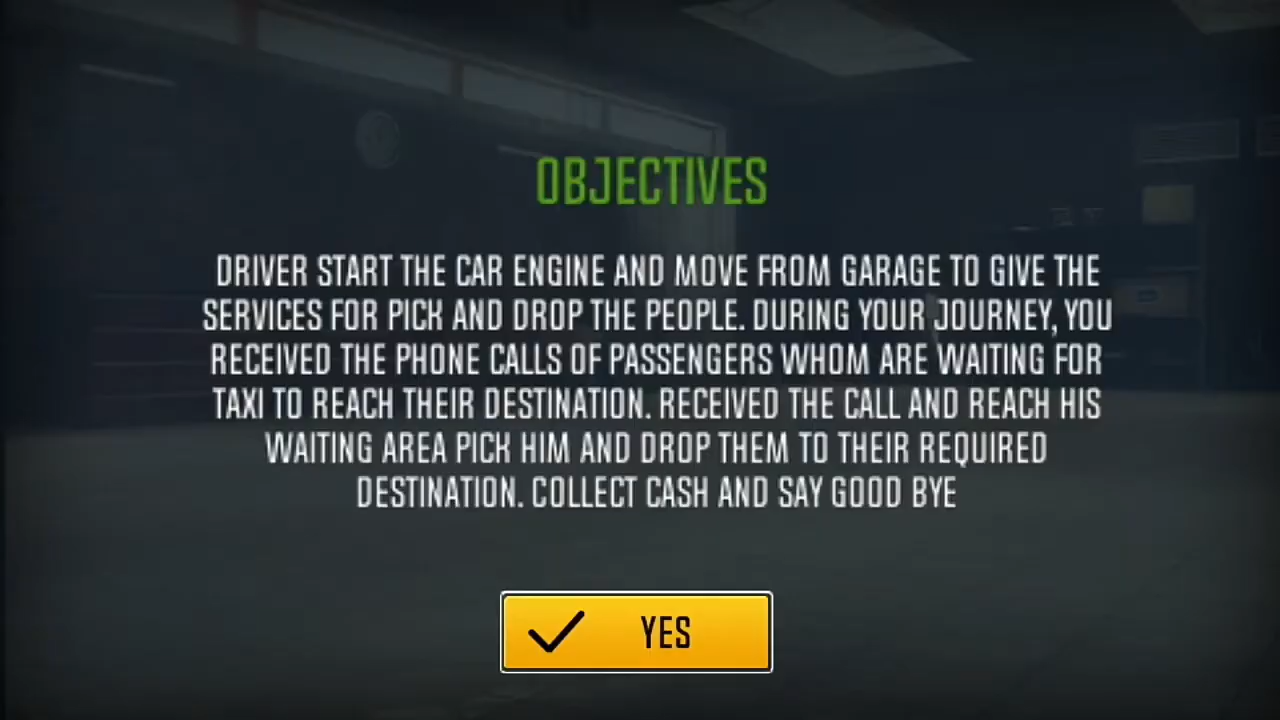 OBJECTIVES
DRIVER START THE CAR ENGINE AND MOVE FROM GARAGE TO GIVE THE
SERVICES FOR PICK AND DROP THE PEOPLE. DURING YOUR JOURNEY, YOU
RECEIVED THE PHONE CALLS OF PASSENGERS WHOM ARE WAITING FOR
TAXI TO REACH THEIR DESTINATION. RECEIVED THE CALL AND REACH HIS
WAITING AREA PICK HIM AND DROP THEM TO THEIR REQUIRED
DESTINATION. COLLECT CASH AND SAY GOOD BYE
YES